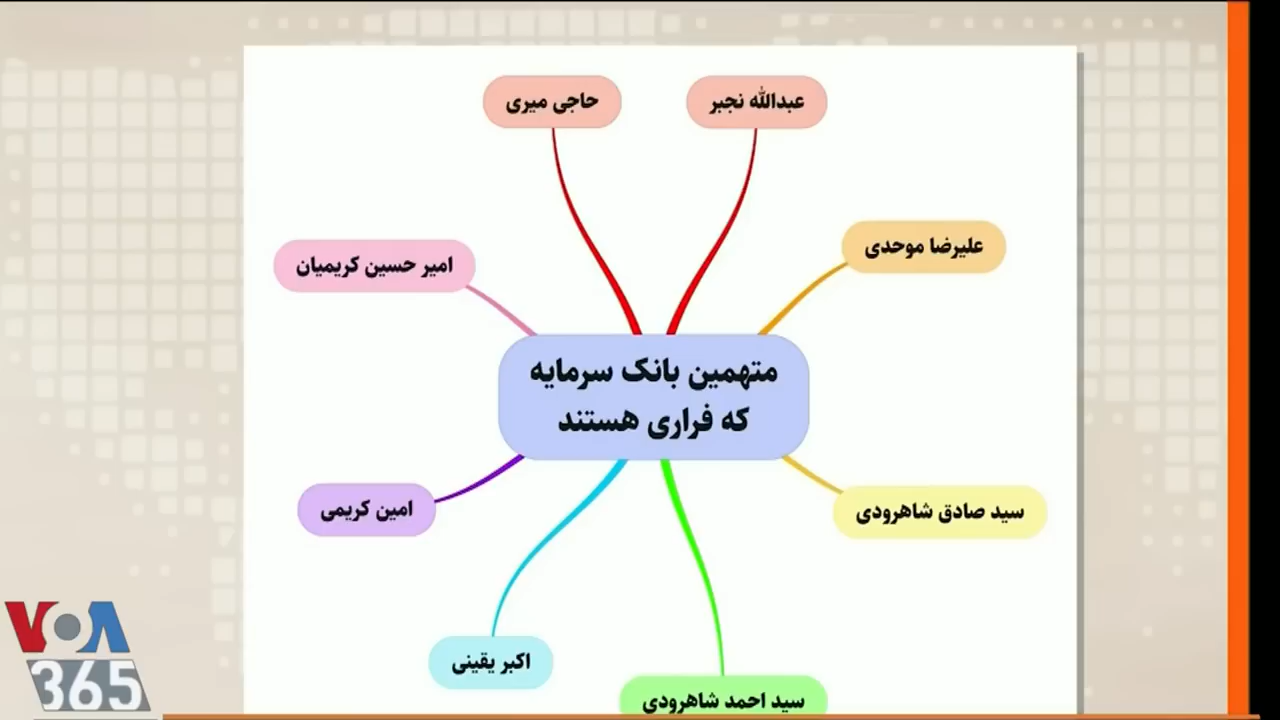 عبدالله نجبر
حاجی میری
علیرضا موحدی
امیر حسین کریمیان
متهمین بانک سرمایه
که فراری هستند
سید صادق شاهرودی
امین کریمی
اکبر یقینی
سید احمد شاهرودی
VOA
365